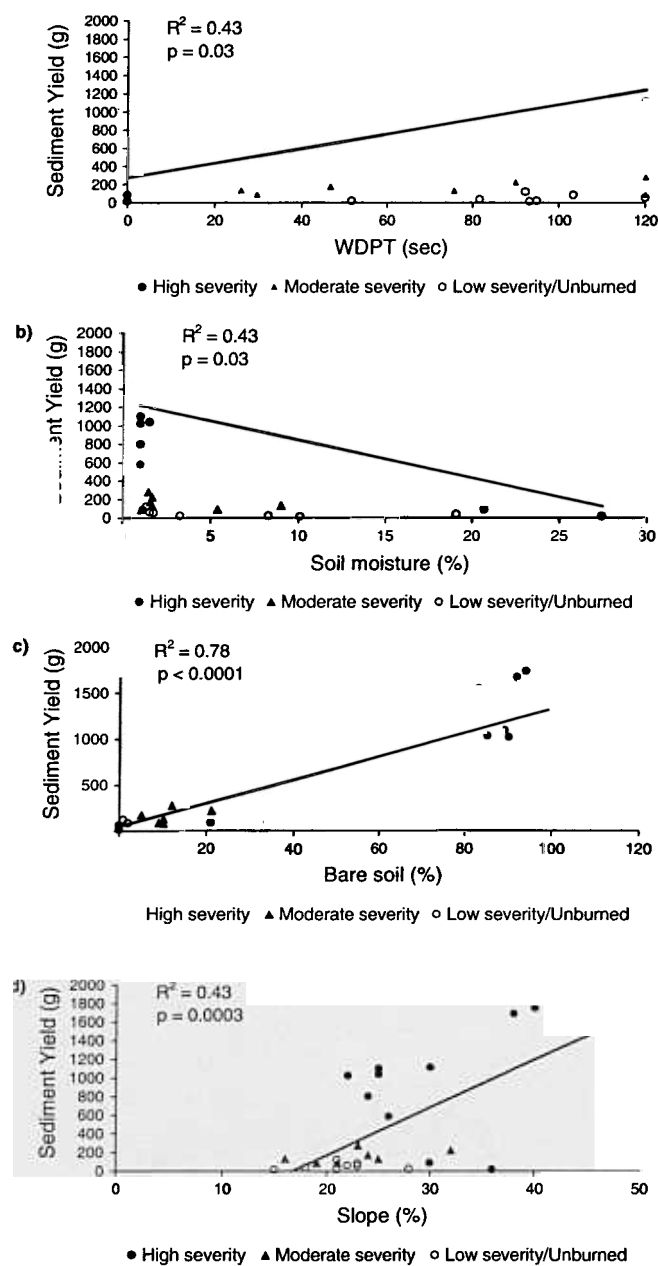 Sediment Yield (g)
2000
1800
1600
1400
1200
1000
800
600
400
200
0
R² = 0.43
p = 0.03
0 20 40 60 80 100 120
WDPT (sec)
● High severity ▲ Moderate severity ○ Low severity/Unburned
b)
Yield (g)
2000
1800
1600
1400
1200
1000
800
600
400
200
0
R² = 0.43
p = 0.03
5 10 15 20 25 30
Soil moisture (%)
● High severity ▲ Moderate severity ○ Low severity/Unburned
c)
Sediment Yield (g)
2000
1500
1000
500
R² = 0.78
p < 0.0001
20 40 60 80 100 120
Bare soil (%)
High severity ▲ Moderate severity ○ Low severity/Unburned
d)
Sediment Yield (g)
2000
1800
1600
1400
1200
1000
800
600
400
200
0
R² = 0.43
p = 0.0003
0 10 20 30 40 50
Slope (%)
● High severity ▲ Moderate severity ○ Low severity/Unburned